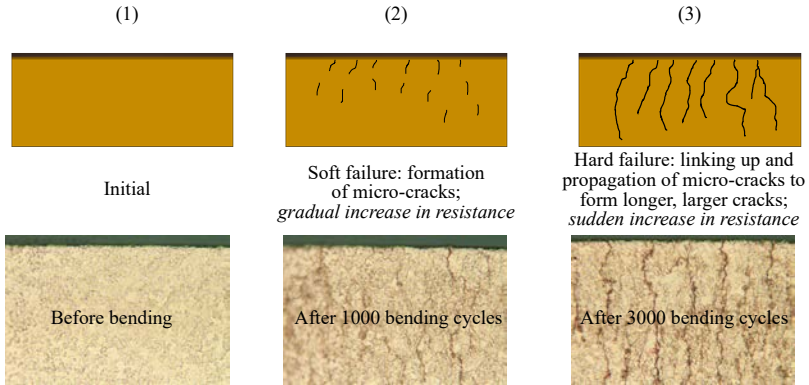 (1)
(2)
(3)
Initial
Soft failure: formation
of micro-cracks;
gradual increase in resistance
Hard failure: linking up and
propagation of micro-cracks to
form longer, larger cracks;
sudden increase in resistance
Before bending
After 1000 bending cycles
After 3000 bending cycles